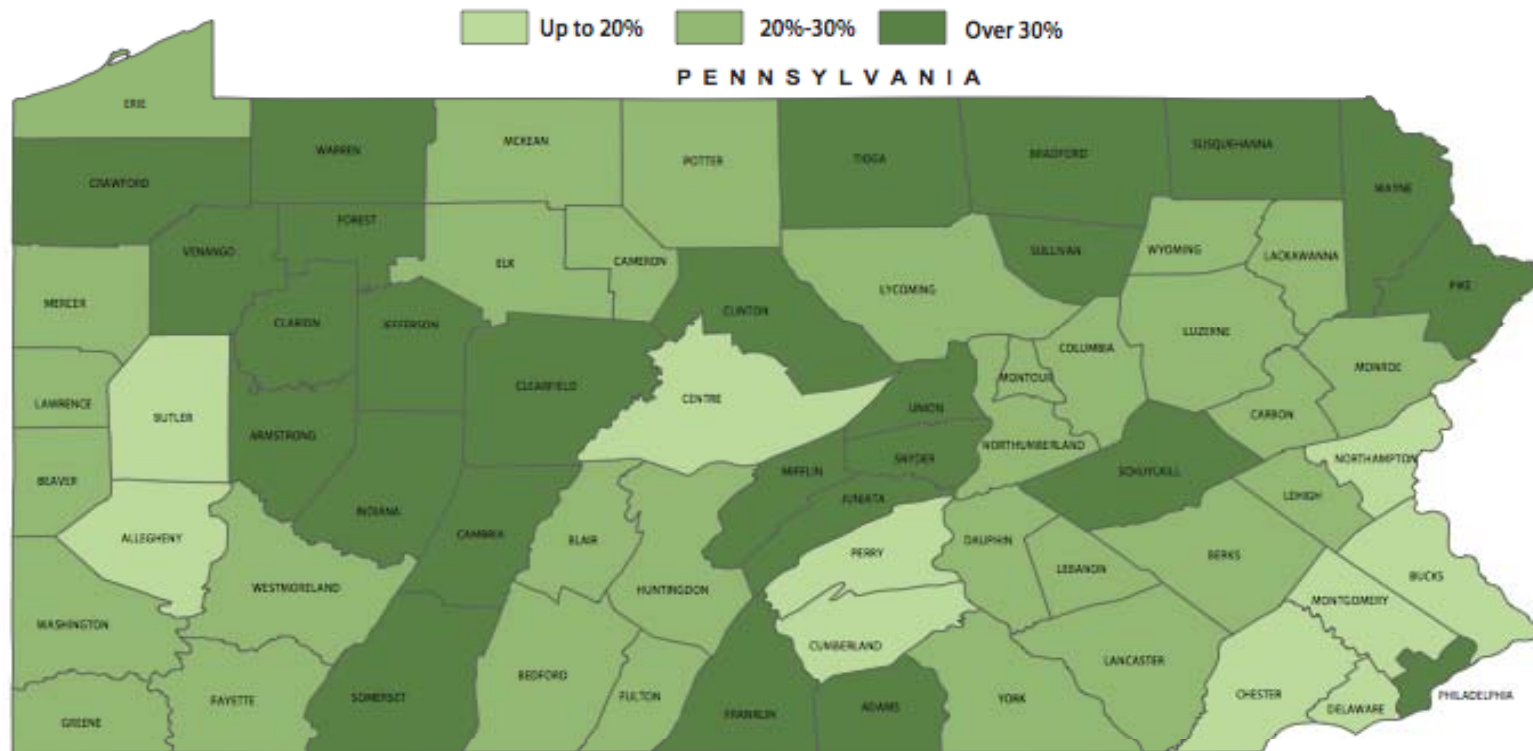 Up to 20% 20%-30% Over 30%
PENNSYLVANIA
ERIE
CRAWFORD
WARREN
MCKEAN
POTTER
TIOGA
BRADFORD
SUSQUEHANNA
WAYNE
VENANGO
FOREST
ELK
CAMERON
SULLIVAN
WYOMING
LACKAWANNA
PIKE
MERCER
CLARION
JEFFERSON
CLINTON
LYCOMING
LUZERNE
COLUMBIA
MONTOUR
MONROE
LAWRENCE
BUTLER
ARMSTRONG
CLEARFIELD
CENTRE
UNION
SNYDER
NORTHUMBERLAND
CARBON
BEAVER
INDIANA
CAMBRIA
MIFFLIN
JUNIATA
SCHUYLKILL
NORTHAMPTON
LEHIGH
ALLEGHENY
WESTMORELAND
BLAIR
HUNTINGDON
PERRY
DAUPHIN
LEBANON
BERKS
BUCKS
MONTGOMERY
WASHINGTON
CUMBERLAND
LANCASTER
GREENE
FAYETTE
SOMERSET
BEDFORD
FULTON
FRANKLIN
ADAMS
YORK
CHESTER
DELAWARE
PHILADELPHIA